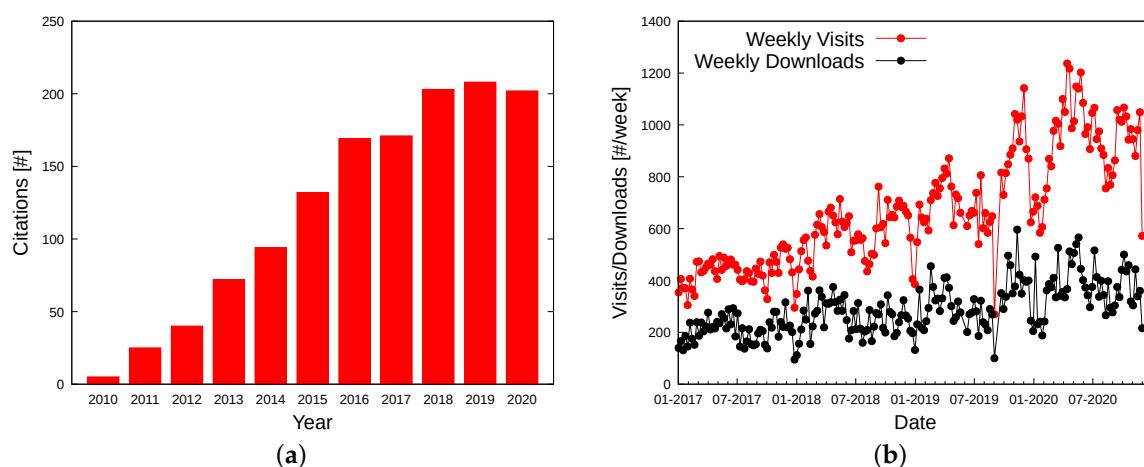 250
200
150
100
50
0
Citations [#]
2010 2011 2012 2013 2014 2015 2016 2017 2018 2019 2020
Year
(a)
1400
1200
1000
800
600
400
200
0
Visits/Downloads [#/week]
Weekly Visits
Weekly Downloads
01-2017 07-2017 01-2018 07-2018 01-2019 07-2019 01-2020 07-2020
Date
(b)